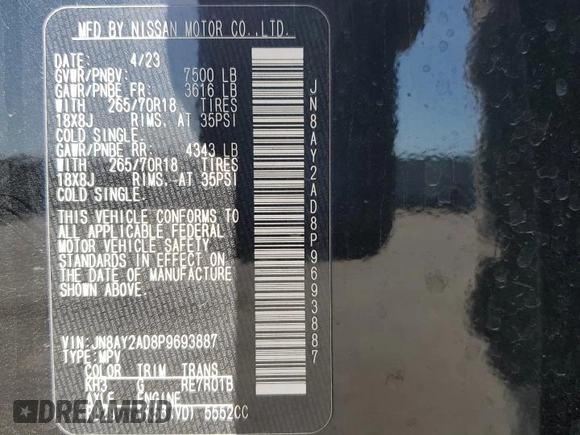 MFD BY NISSAN MOTOR CO.,LTD.
DATE: 4/23
GVWR/PNBV: 7500 LB
GAWR/PNBE FR: 3616 LB
WITH 265/70R18 TIRES
18X8J RIMS, AT 35PSI
COLD SINGLE
GAWR/PNBE RR: 4343 LB
WITH 265/70R18 TIRES
18X8J RIMS, AT 35PSI
COLD SINGLE
THIS VEHICLE CONFORMS TO
ALL APPLICABLE FEDERAL
MOTOR VEHICLE SAFETY
STANDARDS IN EFFECT ON
THE DATE OF MANUFACTURE
SHOWN ABOVE.
VIN:JN8AY2AD8P9693887
TYPE:MPV
COLOR TRIM TRANS
KH3 G RE7R01B
AXLE ENGINE
5552CC
JN8AY2AD8P9693887
DREAMBID